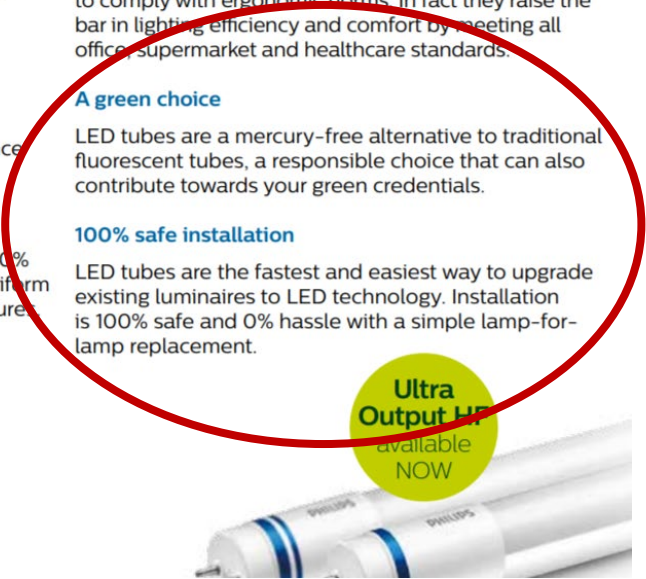 to comply with ergonomic norms. In fact they raise the
bar in lighting efficiency and comfort by meeting all
office, supermarket and healthcare standards.
A green choice
LED tubes are a mercury-free alternative to traditional
fluorescent tubes, a responsible choice that can also
contribute towards your green credentials.
100% safe installation
LED tubes are the fastest and easiest way to upgrade
existing luminaires to LED technology. Installation
is 100% safe and 0% hassle with a simple lamp-for-
lamp replacement.
Ultra
Output HF
available
NOW
PHILIPS
PHILIPS